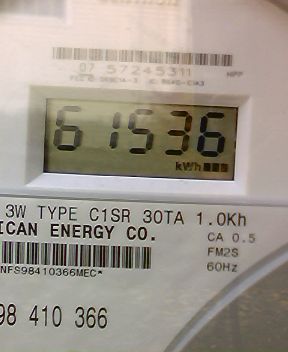 07 57245311
61536
kWh
3W TYPE C1SR 30TA 1.0Kh
ICAN ENERGY CO.
CA 0.5
FM2S
60Hz
NFS98410366MEC*
98 410 366